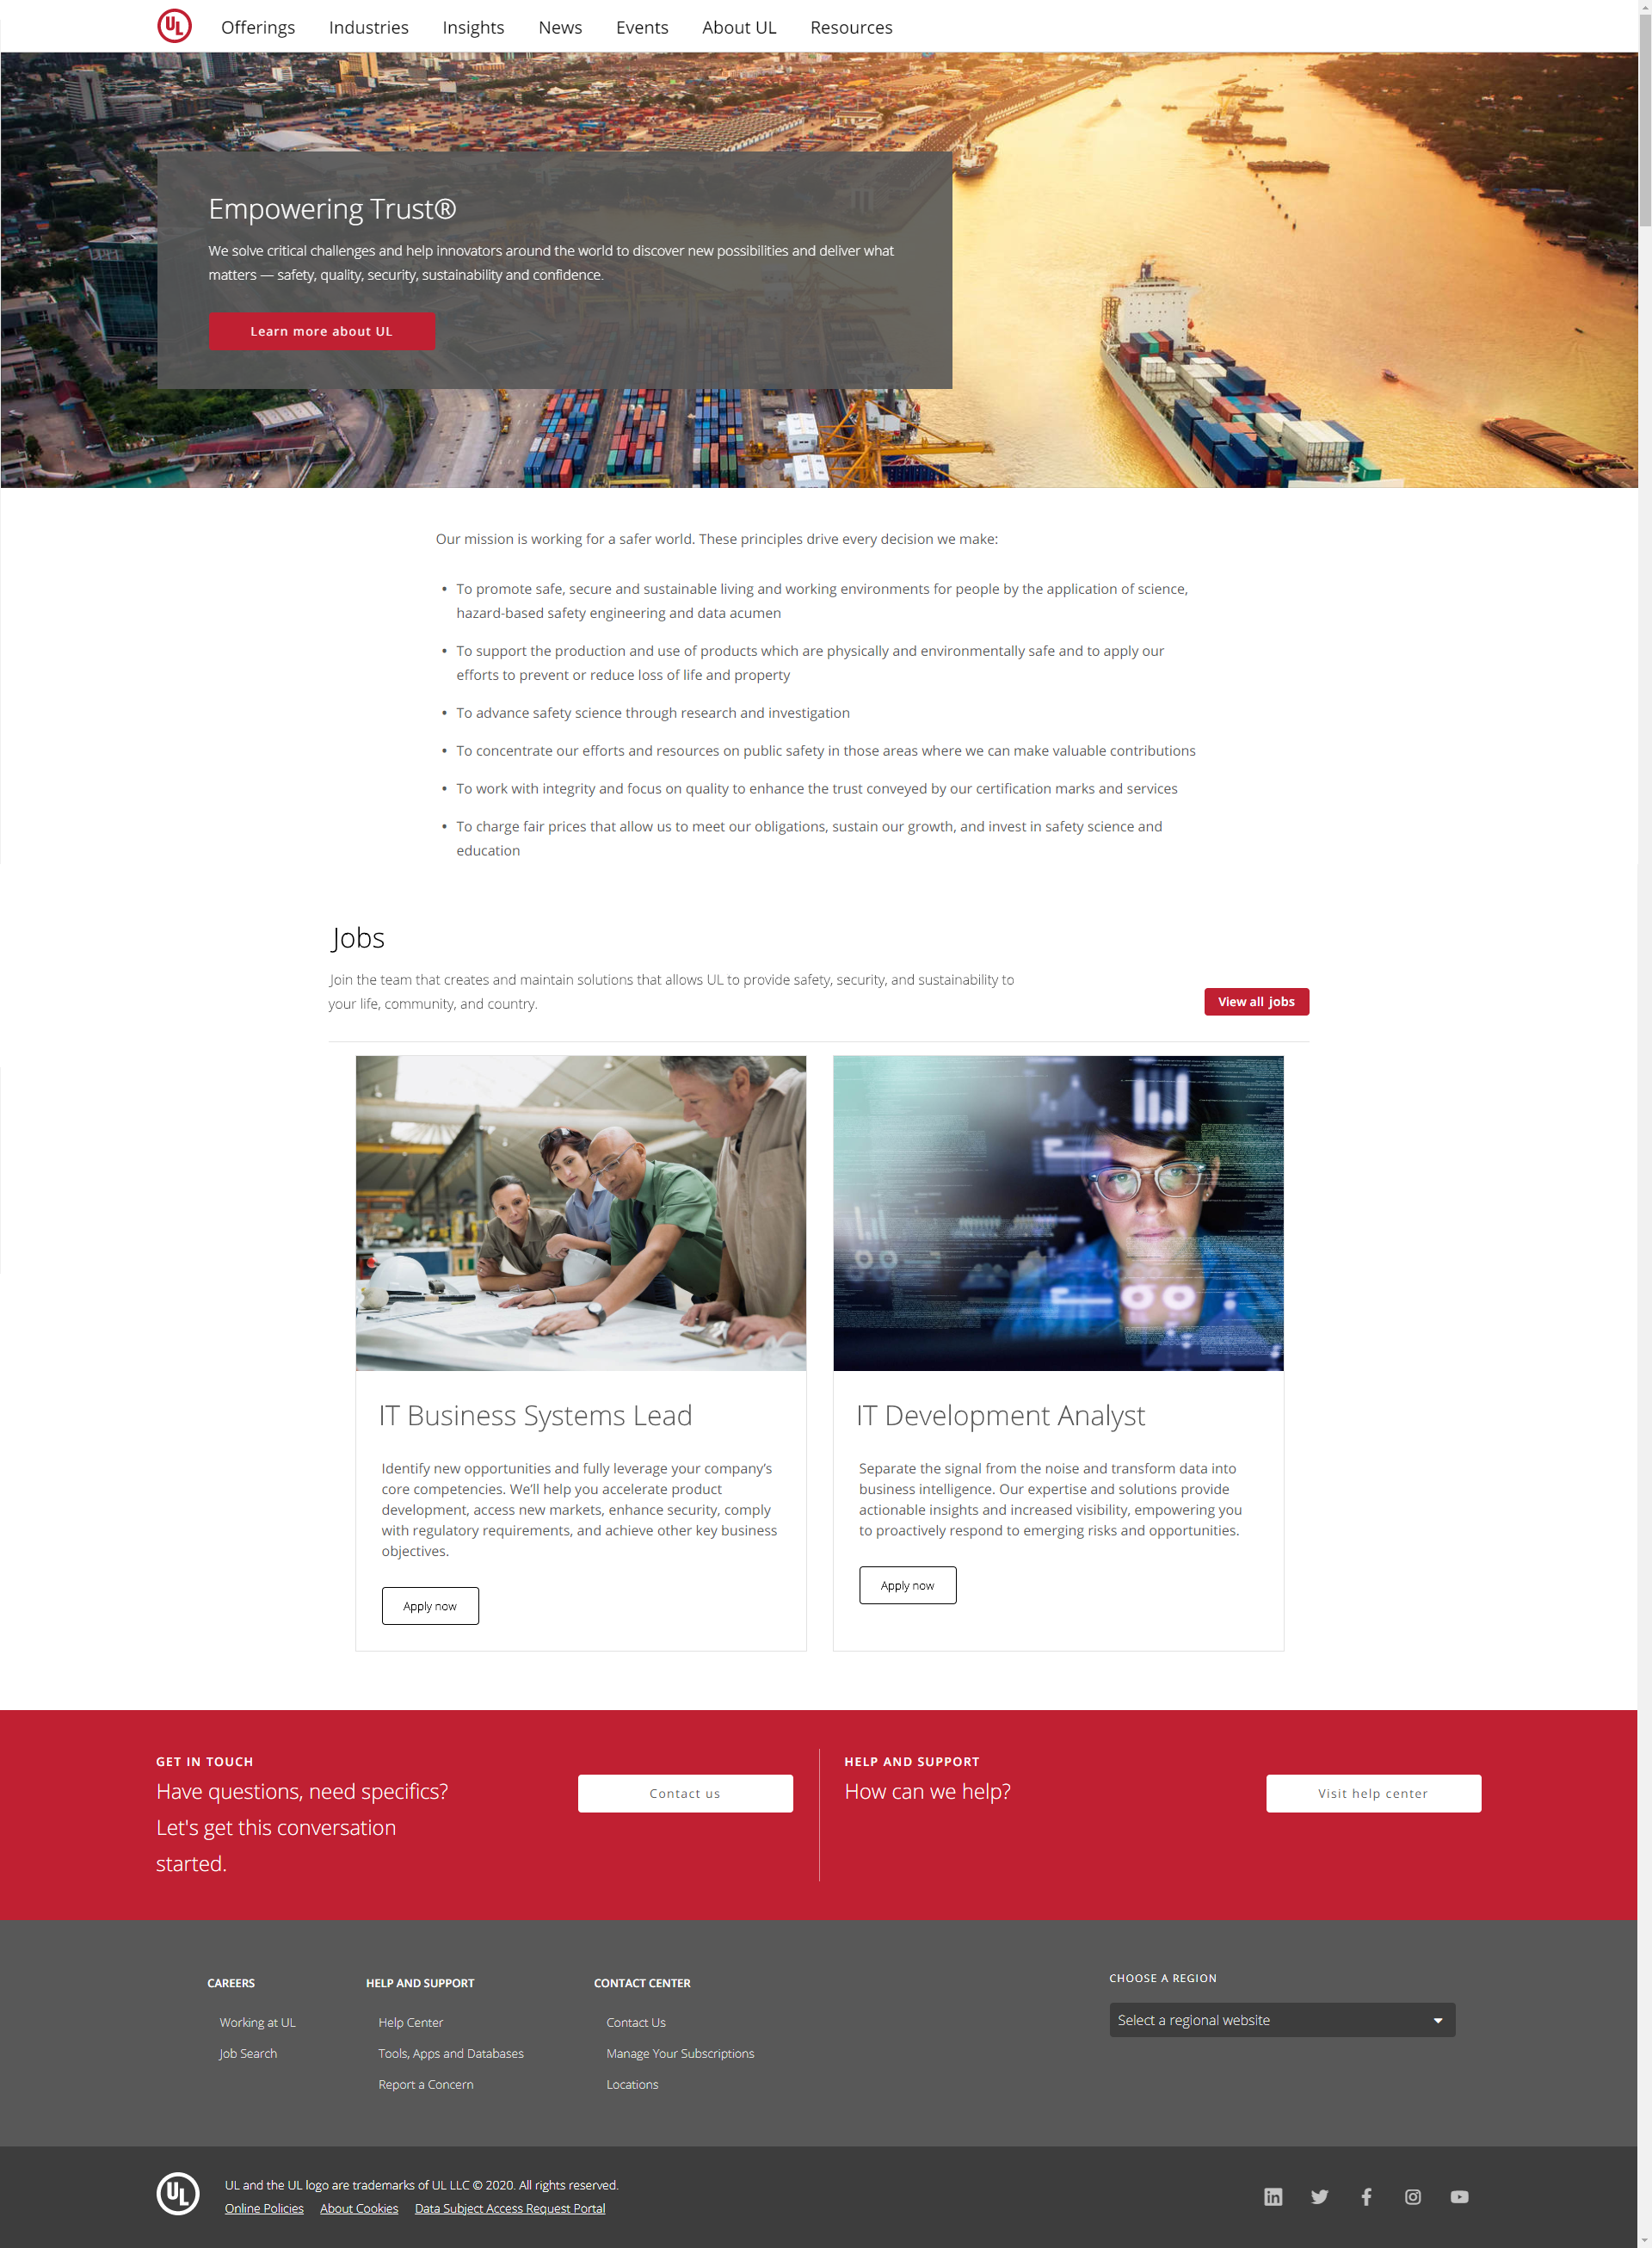 UL
Offerings
Industries
Insights
News
Events
About UL
Resources
Empowering Trust®
We solve critical challenges and help innovators around the world to discover new possibilities and deliver what
matters — safety, quality, security, sustainability and confidence.
Learn more about UL
Our mission is working for a safer world. These principles drive every decision we make:
• To promote safe, secure and sustainable living and working environments for people by the application of science,
hazard-based safety engineering and data acumen
• To support the production and use of products which are physically and environmentally safe and to apply our
efforts to prevent or reduce loss of life and property
• To advance safety science through research and investigation
• To concentrate our efforts and resources on public safety in those areas where we can make valuable contributions
• To work with integrity and focus on quality to enhance the trust conveyed by our certification marks and services
• To charge fair prices that allow us to meet our obligations, sustain our growth, and invest in safety science and
education
Jobs
Join the team that creates and maintain solutions that allows UL to provide safety, security, and sustainability to
your life, community, and country.
View all jobs
IT Business Systems Lead
Identify new opportunities and fully leverage your company’s
core competencies. We’ll help you accelerate product
development, access new markets, enhance security, comply
with regulatory requirements, and achieve other key business
objectives.
Apply now
IT Development Analyst
Separate the signal from the noise and transform data into
business intelligence. Our expertise and solutions provide
actionable insights and increased visibility, empowering you
to proactively respond to emerging risks and opportunities.
Apply now
GET IN TOUCH
Have questions, need specifics?
Let's get this conversation
started.
Contact us
HELP AND SUPPORT
How can we help?
Visit help center
CAREERS
Working at UL
Job Search
HELP AND SUPPORT
Help Center
Tools, Apps and Databases
Report a Concern
CONTACT CENTER
Contact Us
Manage Your Subscriptions
Locations
CHOOSE A REGION
Select a regional website
UL
UL and the UL logo are trademarks of UL LLC © 2020. All rights reserved.
Online Policies
About Cookies
Data Subject Access Request Portal